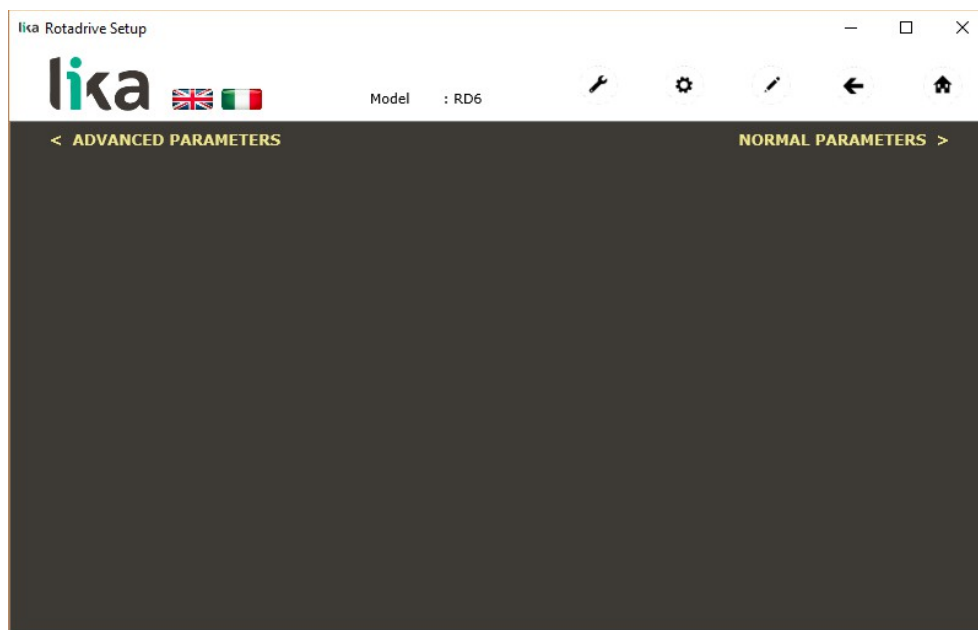 lika Rotadrive Setup
lika
Model : RD6
< ADVANCED PARAMETERS
NORMAL PARAMETERS >